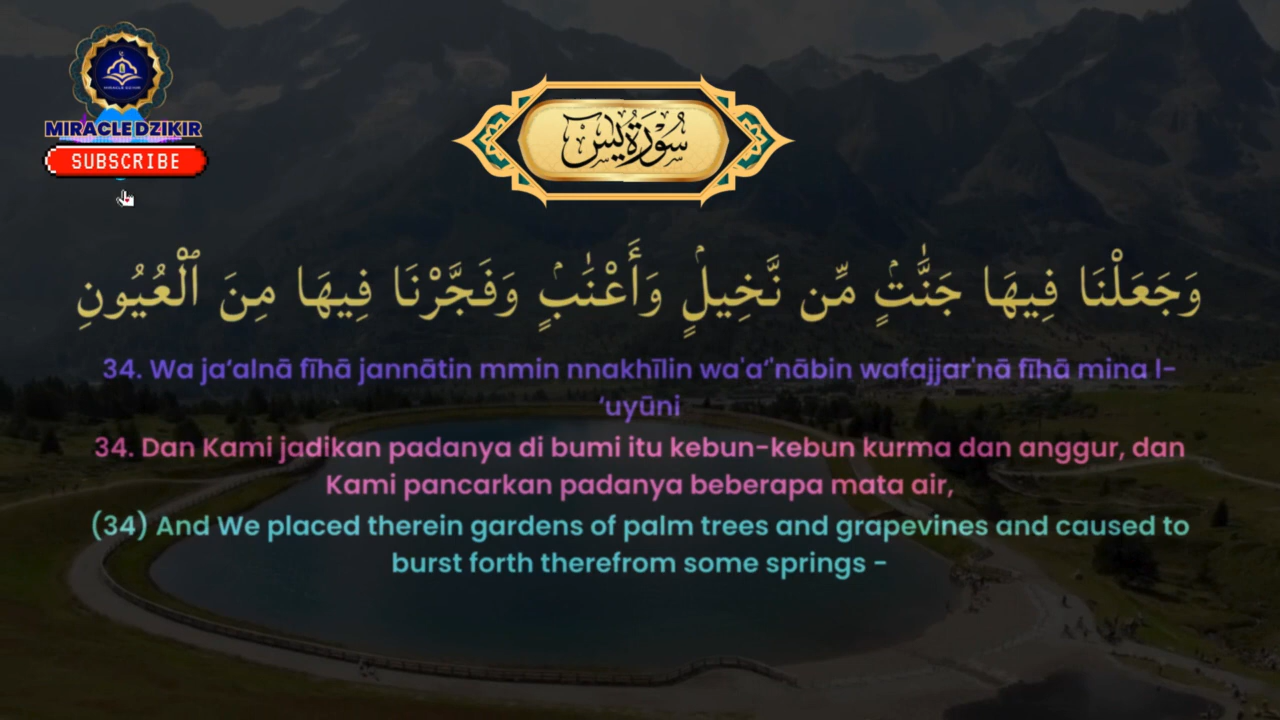 MIRACLE DZIKIR
MIRACLE DZIKIR
SUBSCRIBE
سُوْرَةُ يٰسٓ
وَجَعَلْنَا فِيهَا جَنَّٰتٍۢ مِّن نَّخِيلٍۢ وَأَعْنَٰبٍۢ وَفَجَّرْنَا فِيهَا مِنَ ٱلْعُيُونِ
34. Wa ja‘alnā fīhā jannātin mmin nnakhīlin wa'a‘'nābin wafajjar'nā fīhā mina l-
‘uyūni
34. Dan Kami jadikan padanya di bumi itu kebun-kebun kurma dan anggur, dan
Kami pancarkan padanya beberapa mata air,
(34) And We placed therein gardens of palm trees and grapevines and caused to
burst forth therefrom some springs -